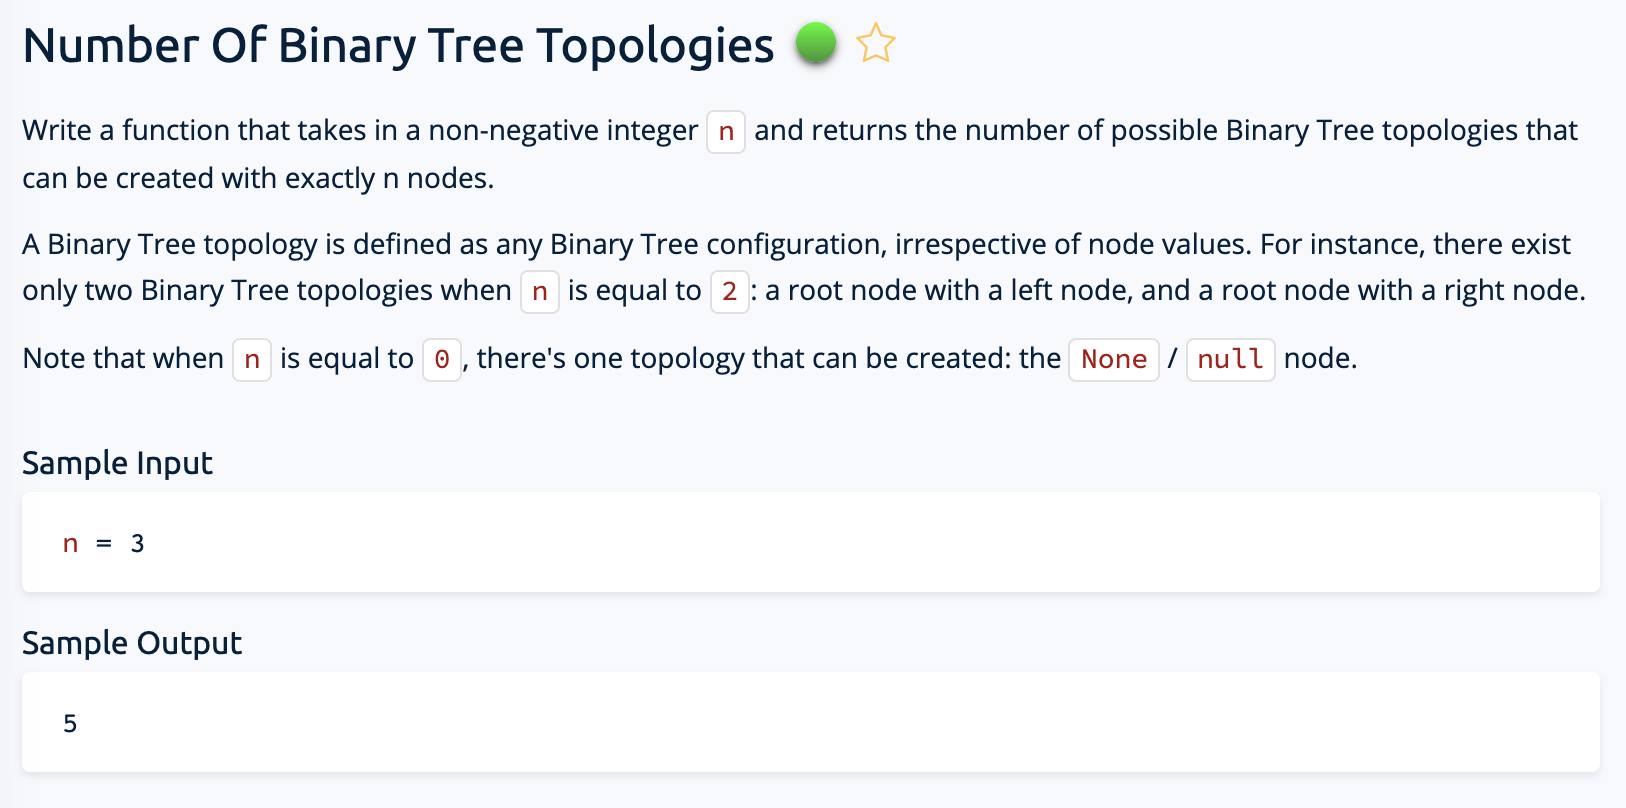 Number Of Binary Tree Topologies
Write a function that takes in a non-negative integer n and returns the number of possible Binary Tree topologies that
can be created with exactly n nodes.
A Binary Tree topology is defined as any Binary Tree configuration, irrespective of node values. For instance, there exist
only two Binary Tree topologies when n is equal to 2: a root node with a left node, and a root node with a right node.
Note that when n is equal to 0, there's one topology that can be created: the None / null node.
Sample Input
n = 3
Sample Output
5